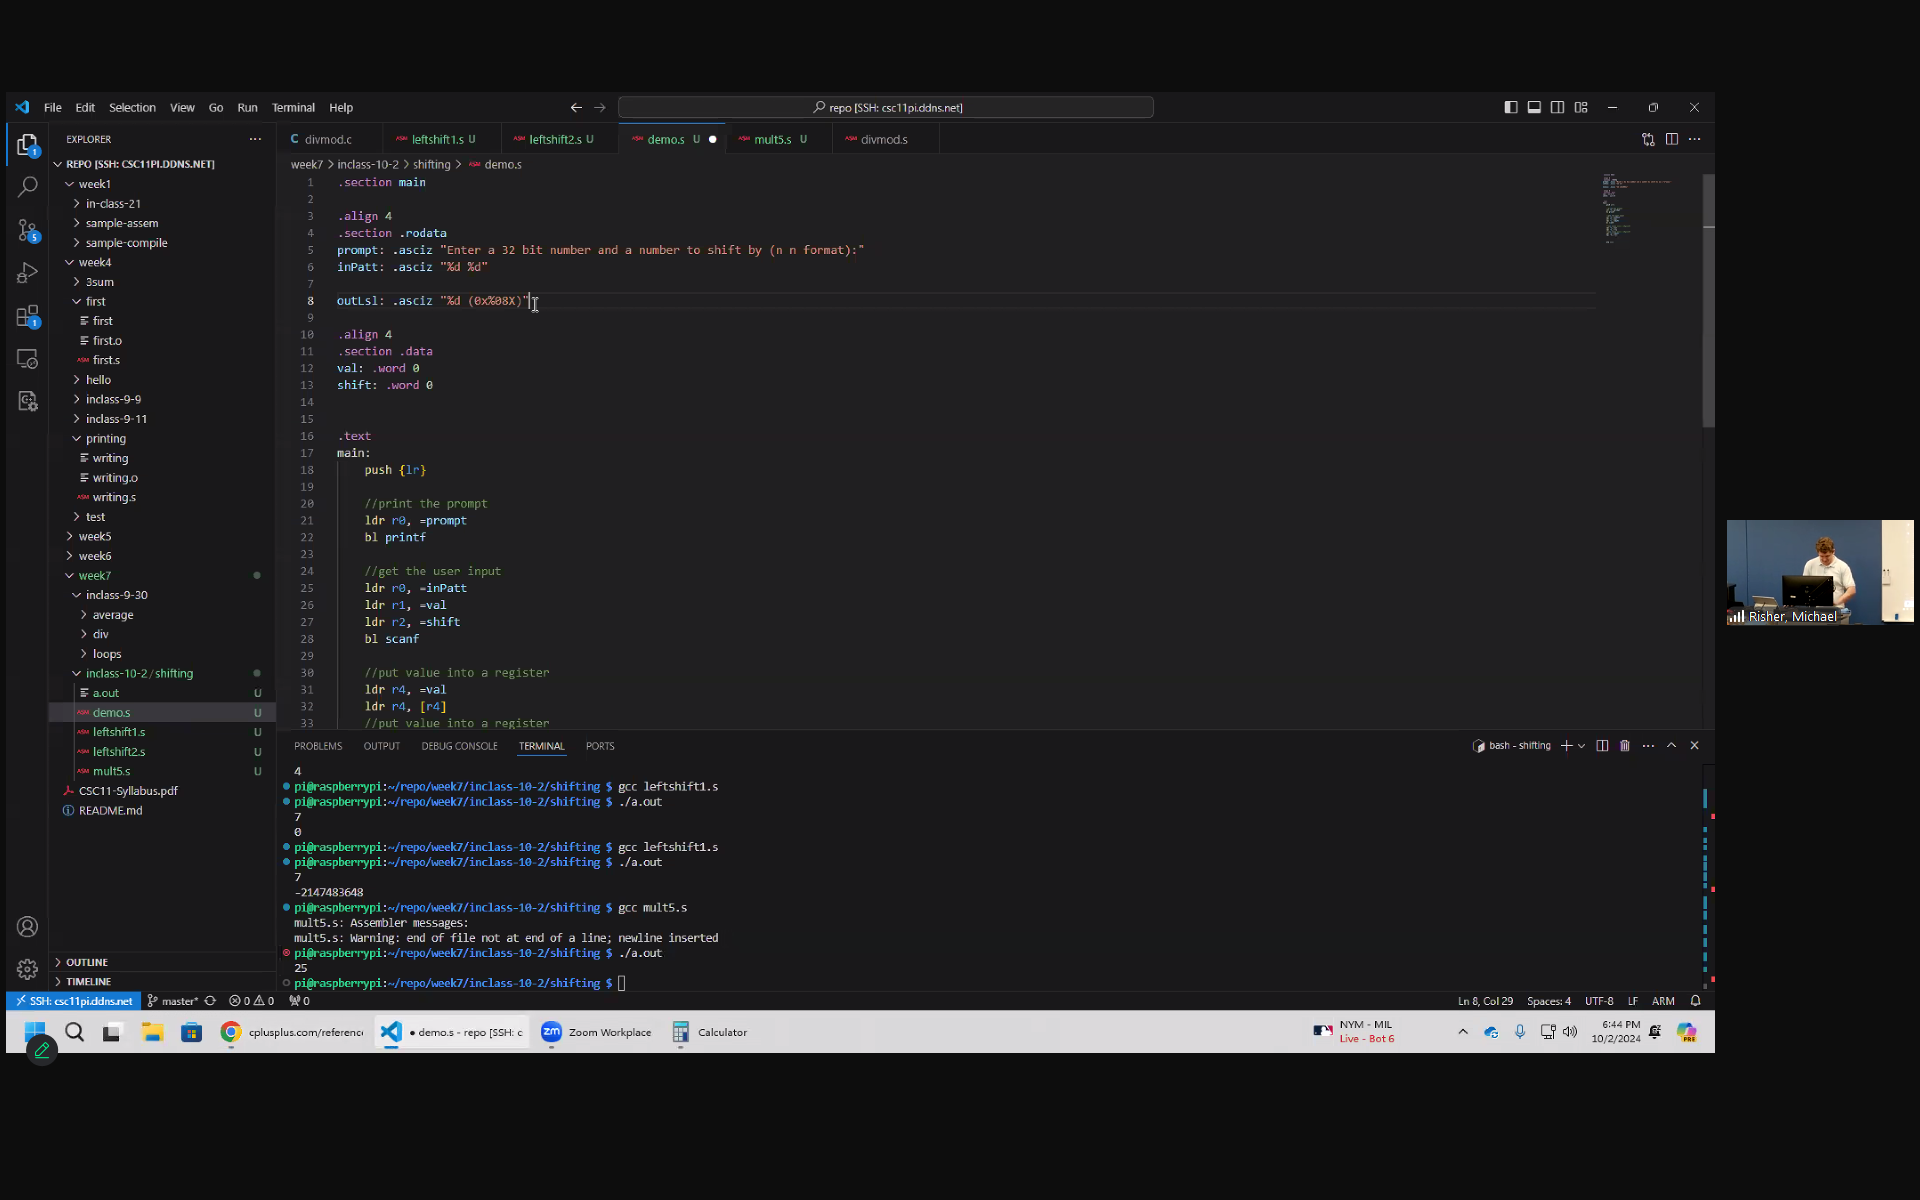 File Edit Selection View Go Run Terminal Help
repo [SSH: csc11pi.ddns.net]
EXPLORER
REPO [SSH: CSC11PI.DDNS.NET]
week1
in-class-21
sample-assem
sample-compile
week4
3sum
first
first
first.o
first.s
hello
inclass-9-9
inclass-9-11
printing
writing
writing.o
writing.s
test
week5
week6
week7
inclass-9-30
average
div
loops
inclass-10-2/shifting
a.out U
demo.s U
leftshift1.s U
leftshift2.s U
mult5.s U
CSC11-Syllabus.pdf
README.md
OUTLINE
TIMELINE
C divmod.c
ASM leftshift1.s U
ASM leftshift2.s U
ASM demo.s U
ASM mult5.s U
ASM divmod.s
week7 > inclass-10-2 > shifting > ASM demo.s
1 .section main
2
3 .align 4
4 .section .rodata
5 prompt: .asciz "Enter a 32 bit number and a number to shift by (n n format):"
6 inPatt: .asciz "%d %d"
7
8 outLsl: .asciz "%d (0x%08X)"
9
10 .align 4
11 .section .data
12 val: .word 0
13 shift: .word 0
14
15
16 .text
17 main:
18 push {lr}
19
20 //print the prompt
21 ldr r0, =prompt
22 bl printf
23
24 //get the user input
25 ldr r0, =inPatt
26 ldr r1, =val
27 ldr r2, =shift
28 bl scanf
29
30 //put value into a register
31 ldr r4, =val
32 ldr r4, [r4]
33 //put value into a register
PROBLEMS OUTPUT DEBUG CONSOLE TERMINAL PORTS
bash - shifting
4
pi@raspberrypi:~/repo/week7/inclass-10-2/shifting $ gcc leftshift1.s
pi@raspberrypi:~/repo/week7/inclass-10-2/shifting $ ./a.out
7
0
pi@raspberrypi:~/repo/week7/inclass-10-2/shifting $ gcc leftshift1.s
pi@raspberrypi:~/repo/week7/inclass-10-2/shifting $ ./a.out
7
-2147483648
pi@raspberrypi:~/repo/week7/inclass-10-2/shifting $ gcc mult5.s
mult5.s: Assembler messages:
mult5.s: Warning: end of file not at end of a line; newline inserted
pi@raspberrypi:~/repo/week7/inclass-10-2/shifting $ ./a.out
25
pi@raspberrypi:~/repo/week7/inclass-10-2/shifting $
SSH: csc11pi.ddns.net master* 0 0 0
Ln 8, Col 29 Spaces: 4 UTF-8 LF ARM
cplusplus.com/referenc
demo.s - repo [SSH: c
zm Zoom Workplace
Calculator
NYM - MIL
Live - Bot 6
6:44 PM
10/2/2024
PRE
Risher, Michael